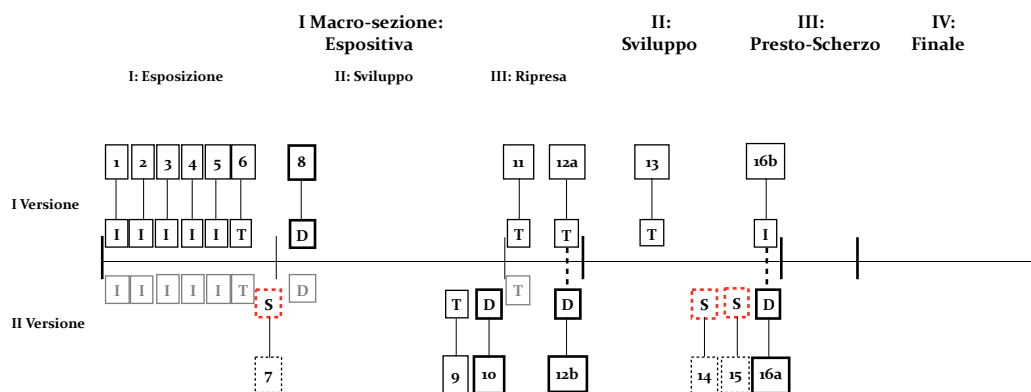 I Macro-sezione: II: III: IV:
Espositiva Sviluppo Presto-Scherzo Finale
I: Esposizione II: Sviluppo III: Ripresa
1 2 3 4 5 6 8 11 12a 13 16b
I Versione
I I I I I T D T T T I
I I I I I T D T
S T D D S S D
II Versione
7 9 10 12b 14 15 16a